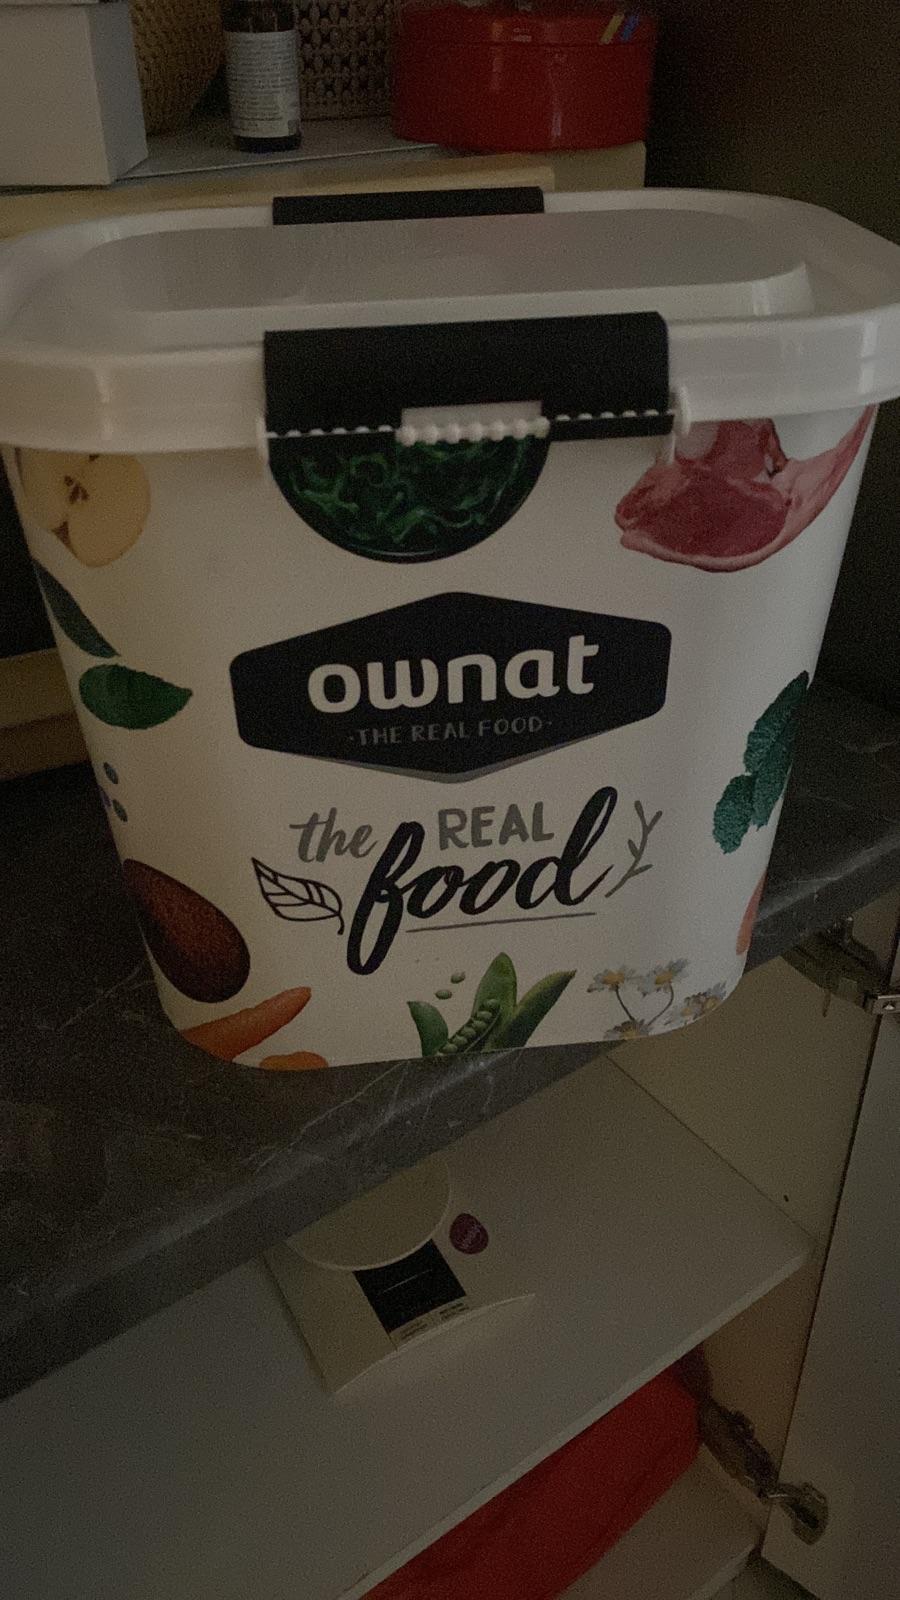 ownat
·THE REAL FOOD·
the REAL
food